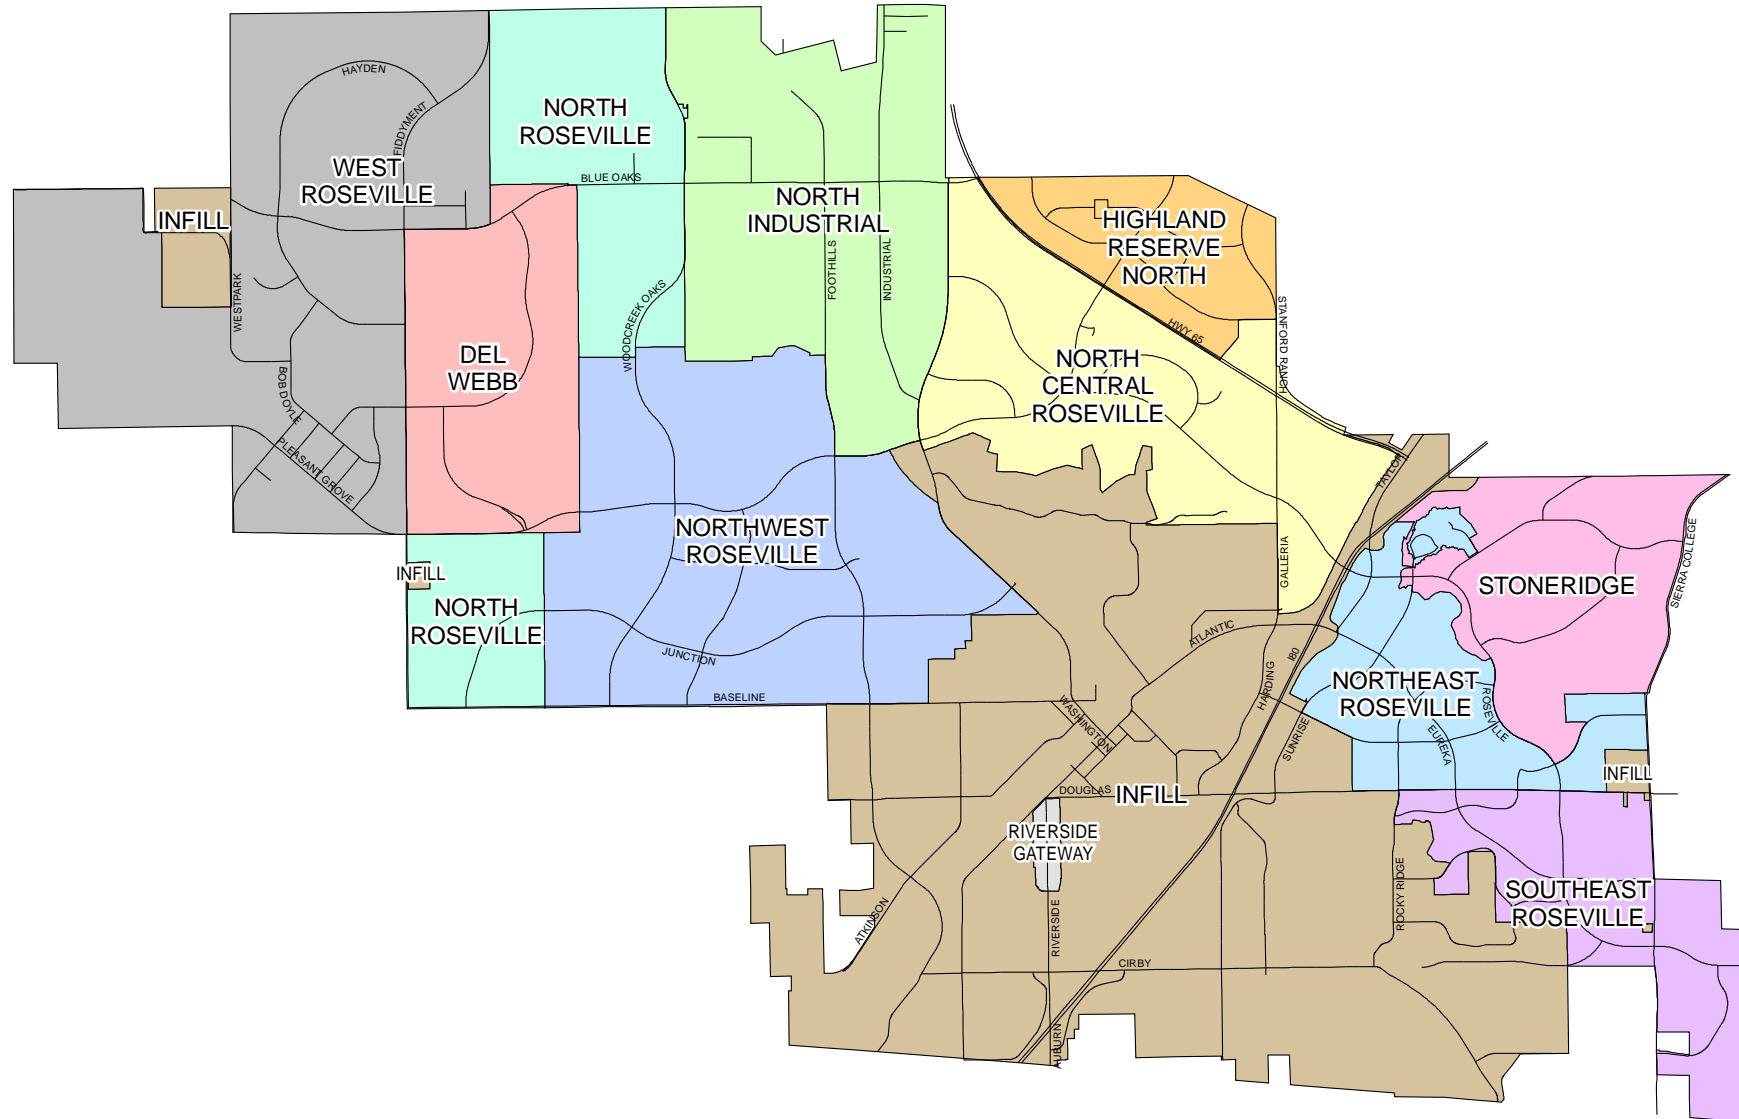 HAYDEN
FIDDYMENT
NORTH
ROSEVILLE
WEST
ROSEVILLE
BLUE OAKS
NORTH
INDUSTRIAL
INFILL
HIGHLAND
RESERVE
NORTH
WESTPARK
FOOTHILLS
INDUSTRIAL
WOODCREEK OAKS
HWY 65
STANFORD RANCH
DEL
WEBB
NORTH
CENTRAL
ROSEVILLE
BOB DOYLE
PLEASANT GROVE
TAYLOR
NORTHWEST
ROSEVILLE
GALLERIA
SIERRA COLLEGE
INFILL
STONERIDGE
NORTH
ROSEVILLE
JUNCTION
ATLANTIC
I80
HARDING
NORTHEAST
ROSEVILLE
ROSEVILLE
BASELINE
WASHINGTON
SUNRISE
EUREKA
INFILL
DOUGLAS
INFILL
RIVERSIDE
GATEWAY
ROCKY RIDGE
SOUTHEAST
ROSEVILLE
ATKINSON
RIVERSIDE
CIRBY
AUBURN